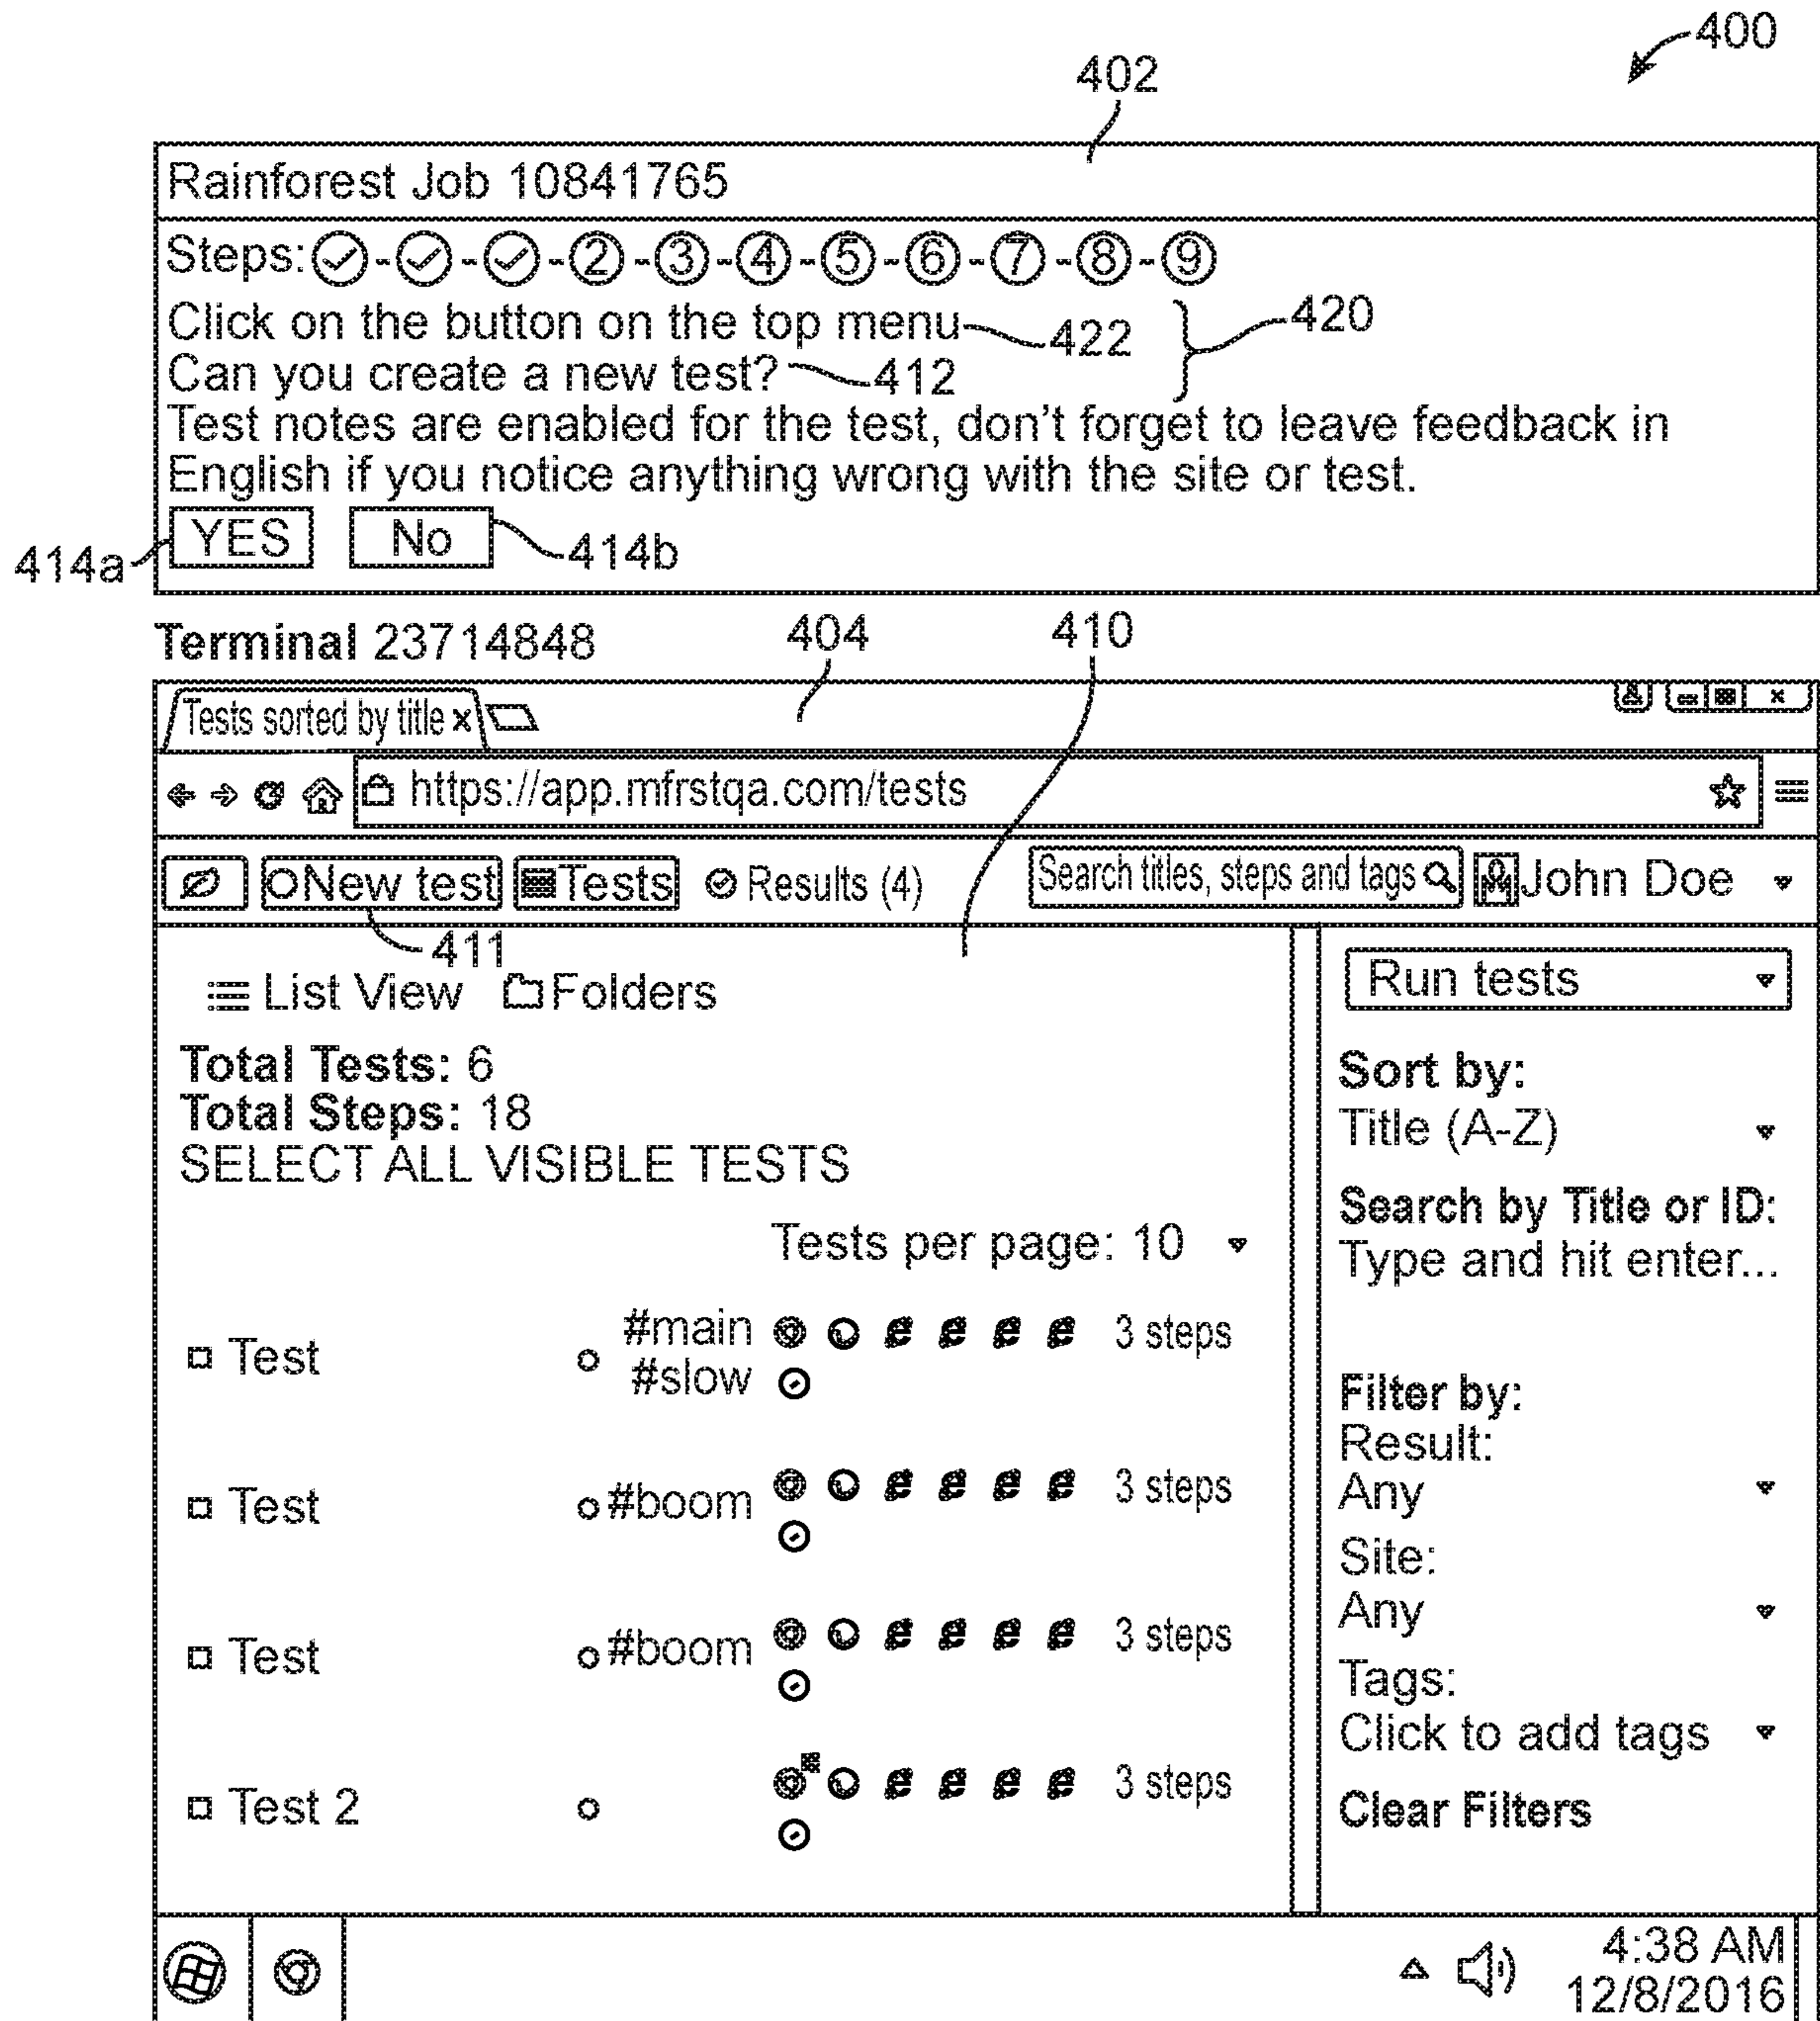 400
402
Rainforest Job 10841765
Steps: ✓-✓-✓-2-3-4-5-6-7-8-9
Click on the button on the top menu 422 420
Can you create a new test? 412
Test notes are enabled for the test, don't forget to leave feedback in
English if you notice anything wrong with the site or test.
414a YES No 414b
Terminal 23714848 404 410
Tests sorted by title x
https://app.mfrstqa.com/tests
New test Tests Results (4) Search titles, steps and tags John Doe
411
List View Folders Run tests
Total Tests: 6
Total Steps: 18
SELECT ALL VISIBLE TESTS
Tests per page: 10
Test #main 3 steps
#slow
Test #boom 3 steps
Test #boom 3 steps
Test 2 3 steps
Sort by:
Title (A-Z)
Search by Title or ID:
Type and hit enter...
Filter by:
Result:
Any
Site:
Any
Tags:
Click to add tags
Clear Filters
4:38 AM
12/8/2016